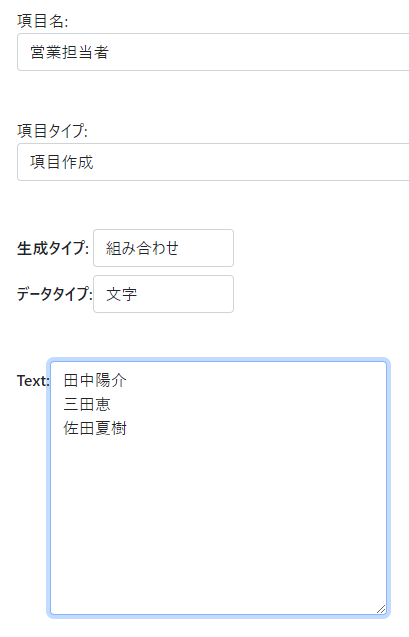 項目名:
営業担当者
項目タイプ:
項目作成
生成タイプ: 組み合わせ
データタイプ: 文字
Text: 田中陽介
三田恵
佐田夏樹